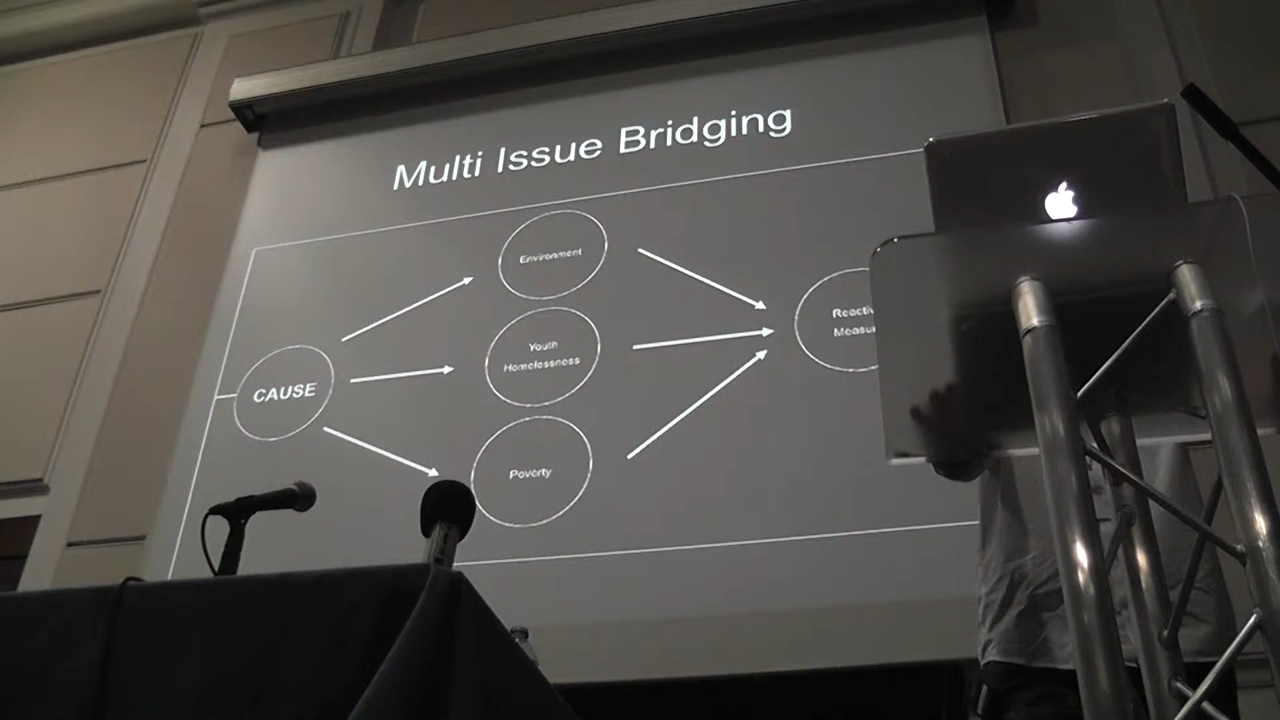 Multi Issue Bridging
Environment
Youth
Homelessness
CAUSE
Poverty